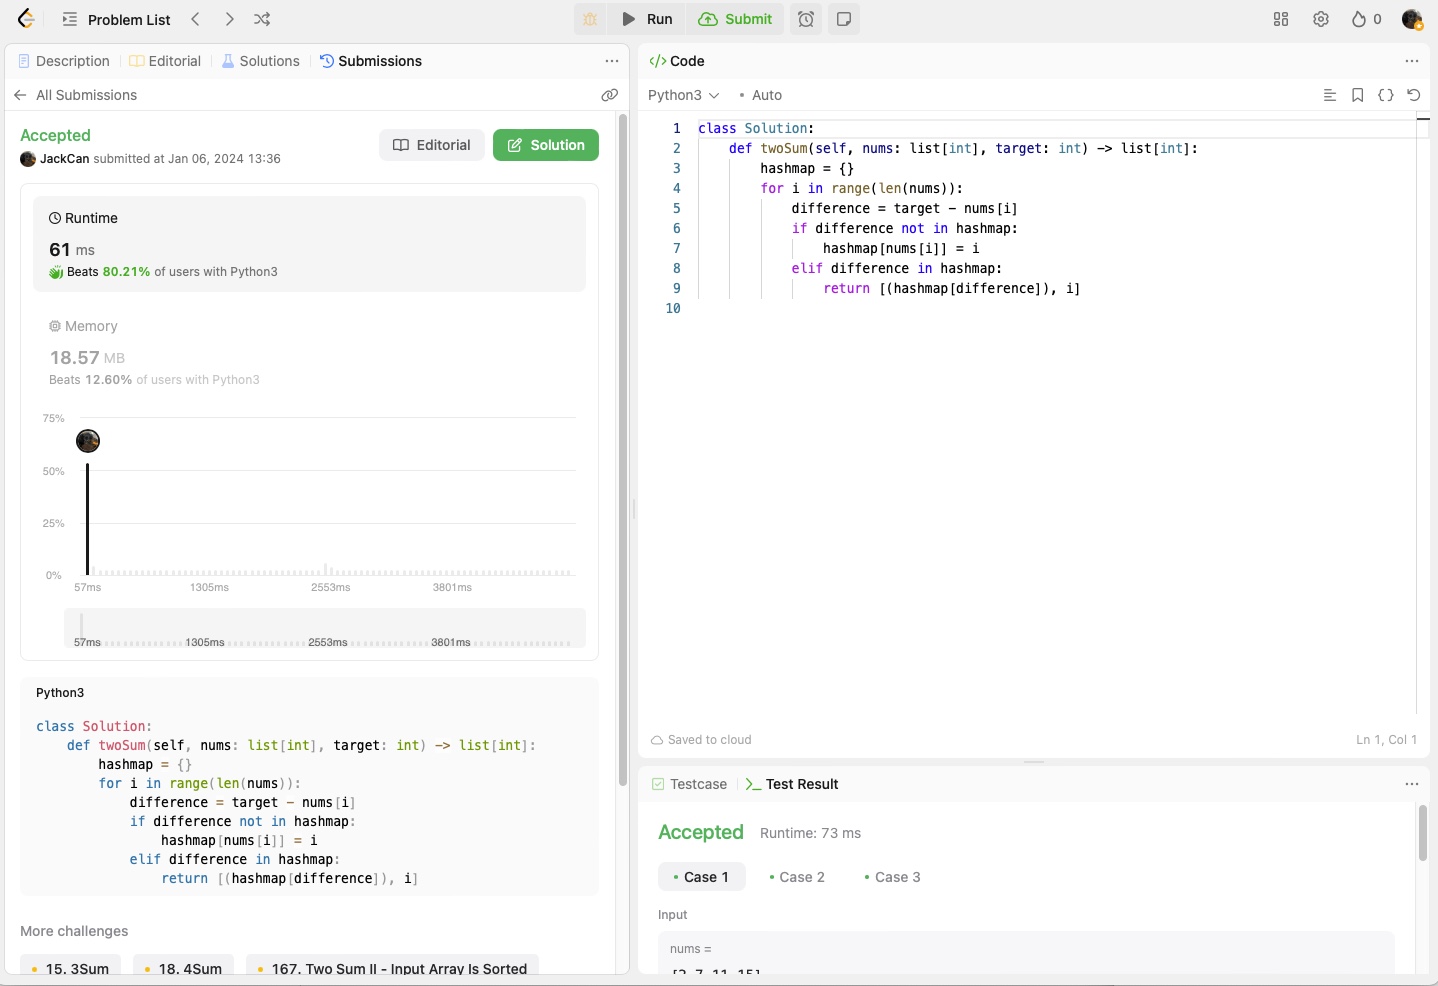 Problem List
Run
Submit
0
Description
Editorial
Solutions
Submissions
All Submissions
Accepted
JackCan submitted at Jan 06, 2024 13:36
Editorial
Solution
Runtime
61 ms
Beats 80.21% of users with Python3
Memory
18.57 MB
Beats 12.60% of users with Python3
75%
50%
25%
0%
57ms 1305ms 2553ms 3801ms
57ms 1305ms 2553ms 3801ms
Python3
class Solution:
    def twoSum(self, nums: list[int], target: int) -> list[int]:
        hashmap = {}
        for i in range(len(nums)):
            difference = target - nums[i]
            if difference not in hashmap:
                hashmap[nums[i]] = i
            elif difference in hashmap:
                return [(hashmap[difference]), i]
More challenges
15. 3Sum
18. 4Sum
167. Two Sum II - Input Array Is Sorted
</> Code
Python3
Auto
1 class Solution:
2     def twoSum(self, nums: list[int], target: int) -> list[int]:
3         hashmap = {}
4         for i in range(len(nums)):
5             difference = target - nums[i]
6             if difference not in hashmap:
7                 hashmap[nums[i]] = i
8             elif difference in hashmap:
9                 return [(hashmap[difference]), i]
10
Saved to cloud
Ln 1, Col 1
Testcase
Test Result
Accepted Runtime: 73 ms
Case 1
Case 2
Case 3
Input
nums =
[2,7,11,15]